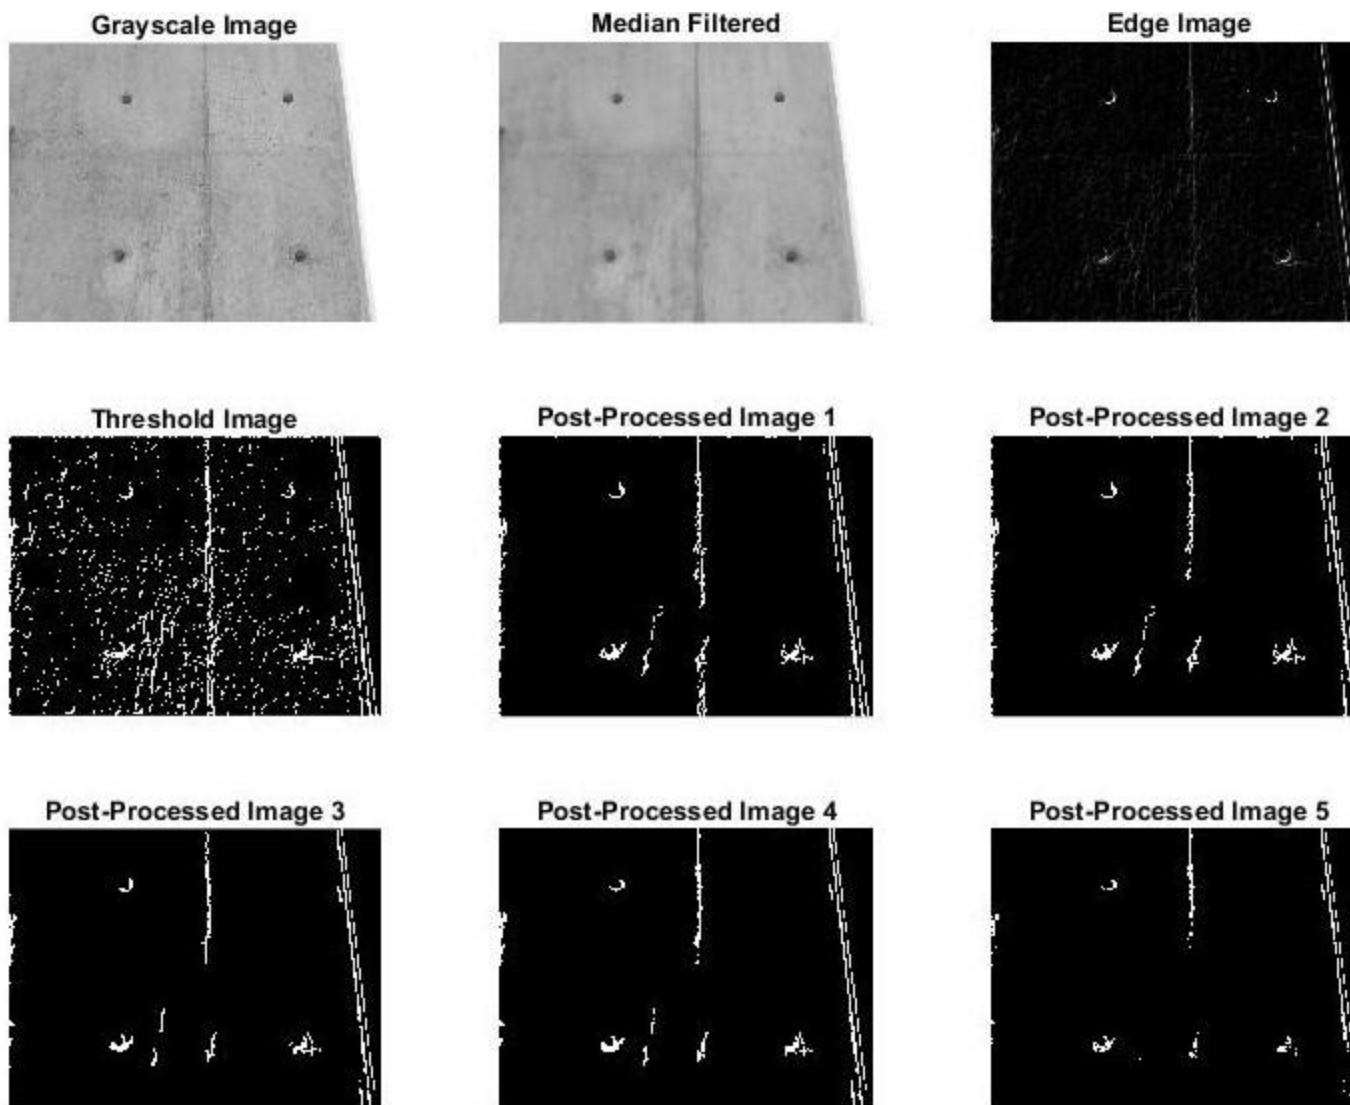 Grayscale Image
Median Filtered
Edge Image
Threshold Image
Post-Processed Image 1
Post-Processed Image 2
Post-Processed Image 3
Post-Processed Image 4
Post-Processed Image 5